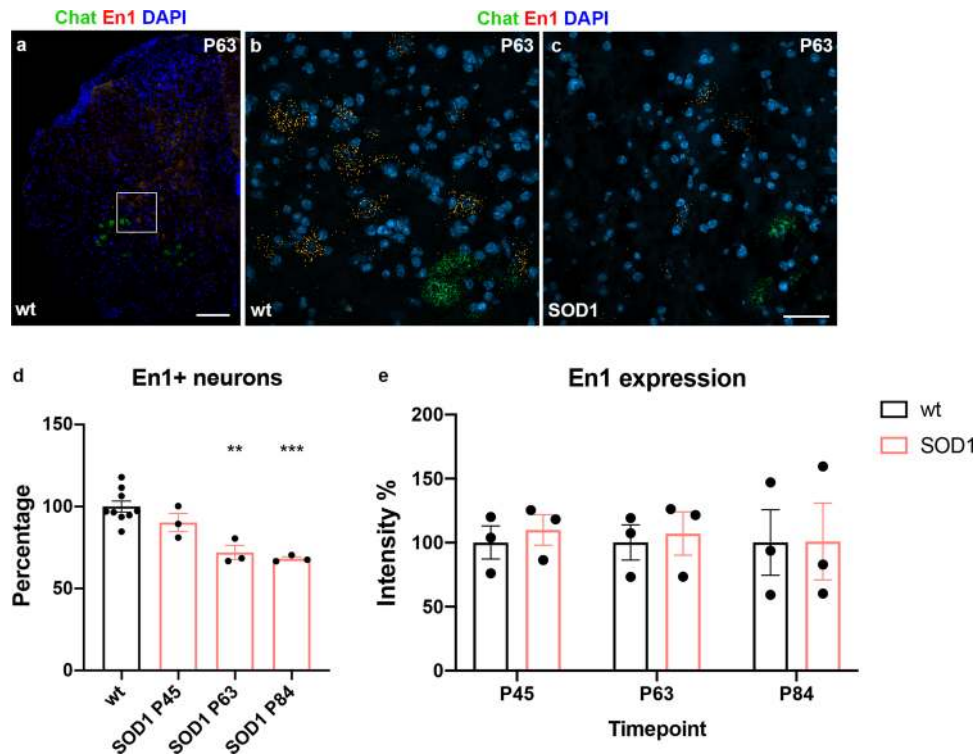 Chat En1 DAPI
Chat En1 DAPI
a
P63
wt
b
P63
wt
c
P63
SOD1
d
En1+ neurons
Percentage
150
100
50
0
**
***
wt
SOD1 P45
SOD1 P63
SOD1 P84
e
En1 expression
Intensity %
200
150
100
50
0
P45
P63
P84
Timepoint
wt
SOD1